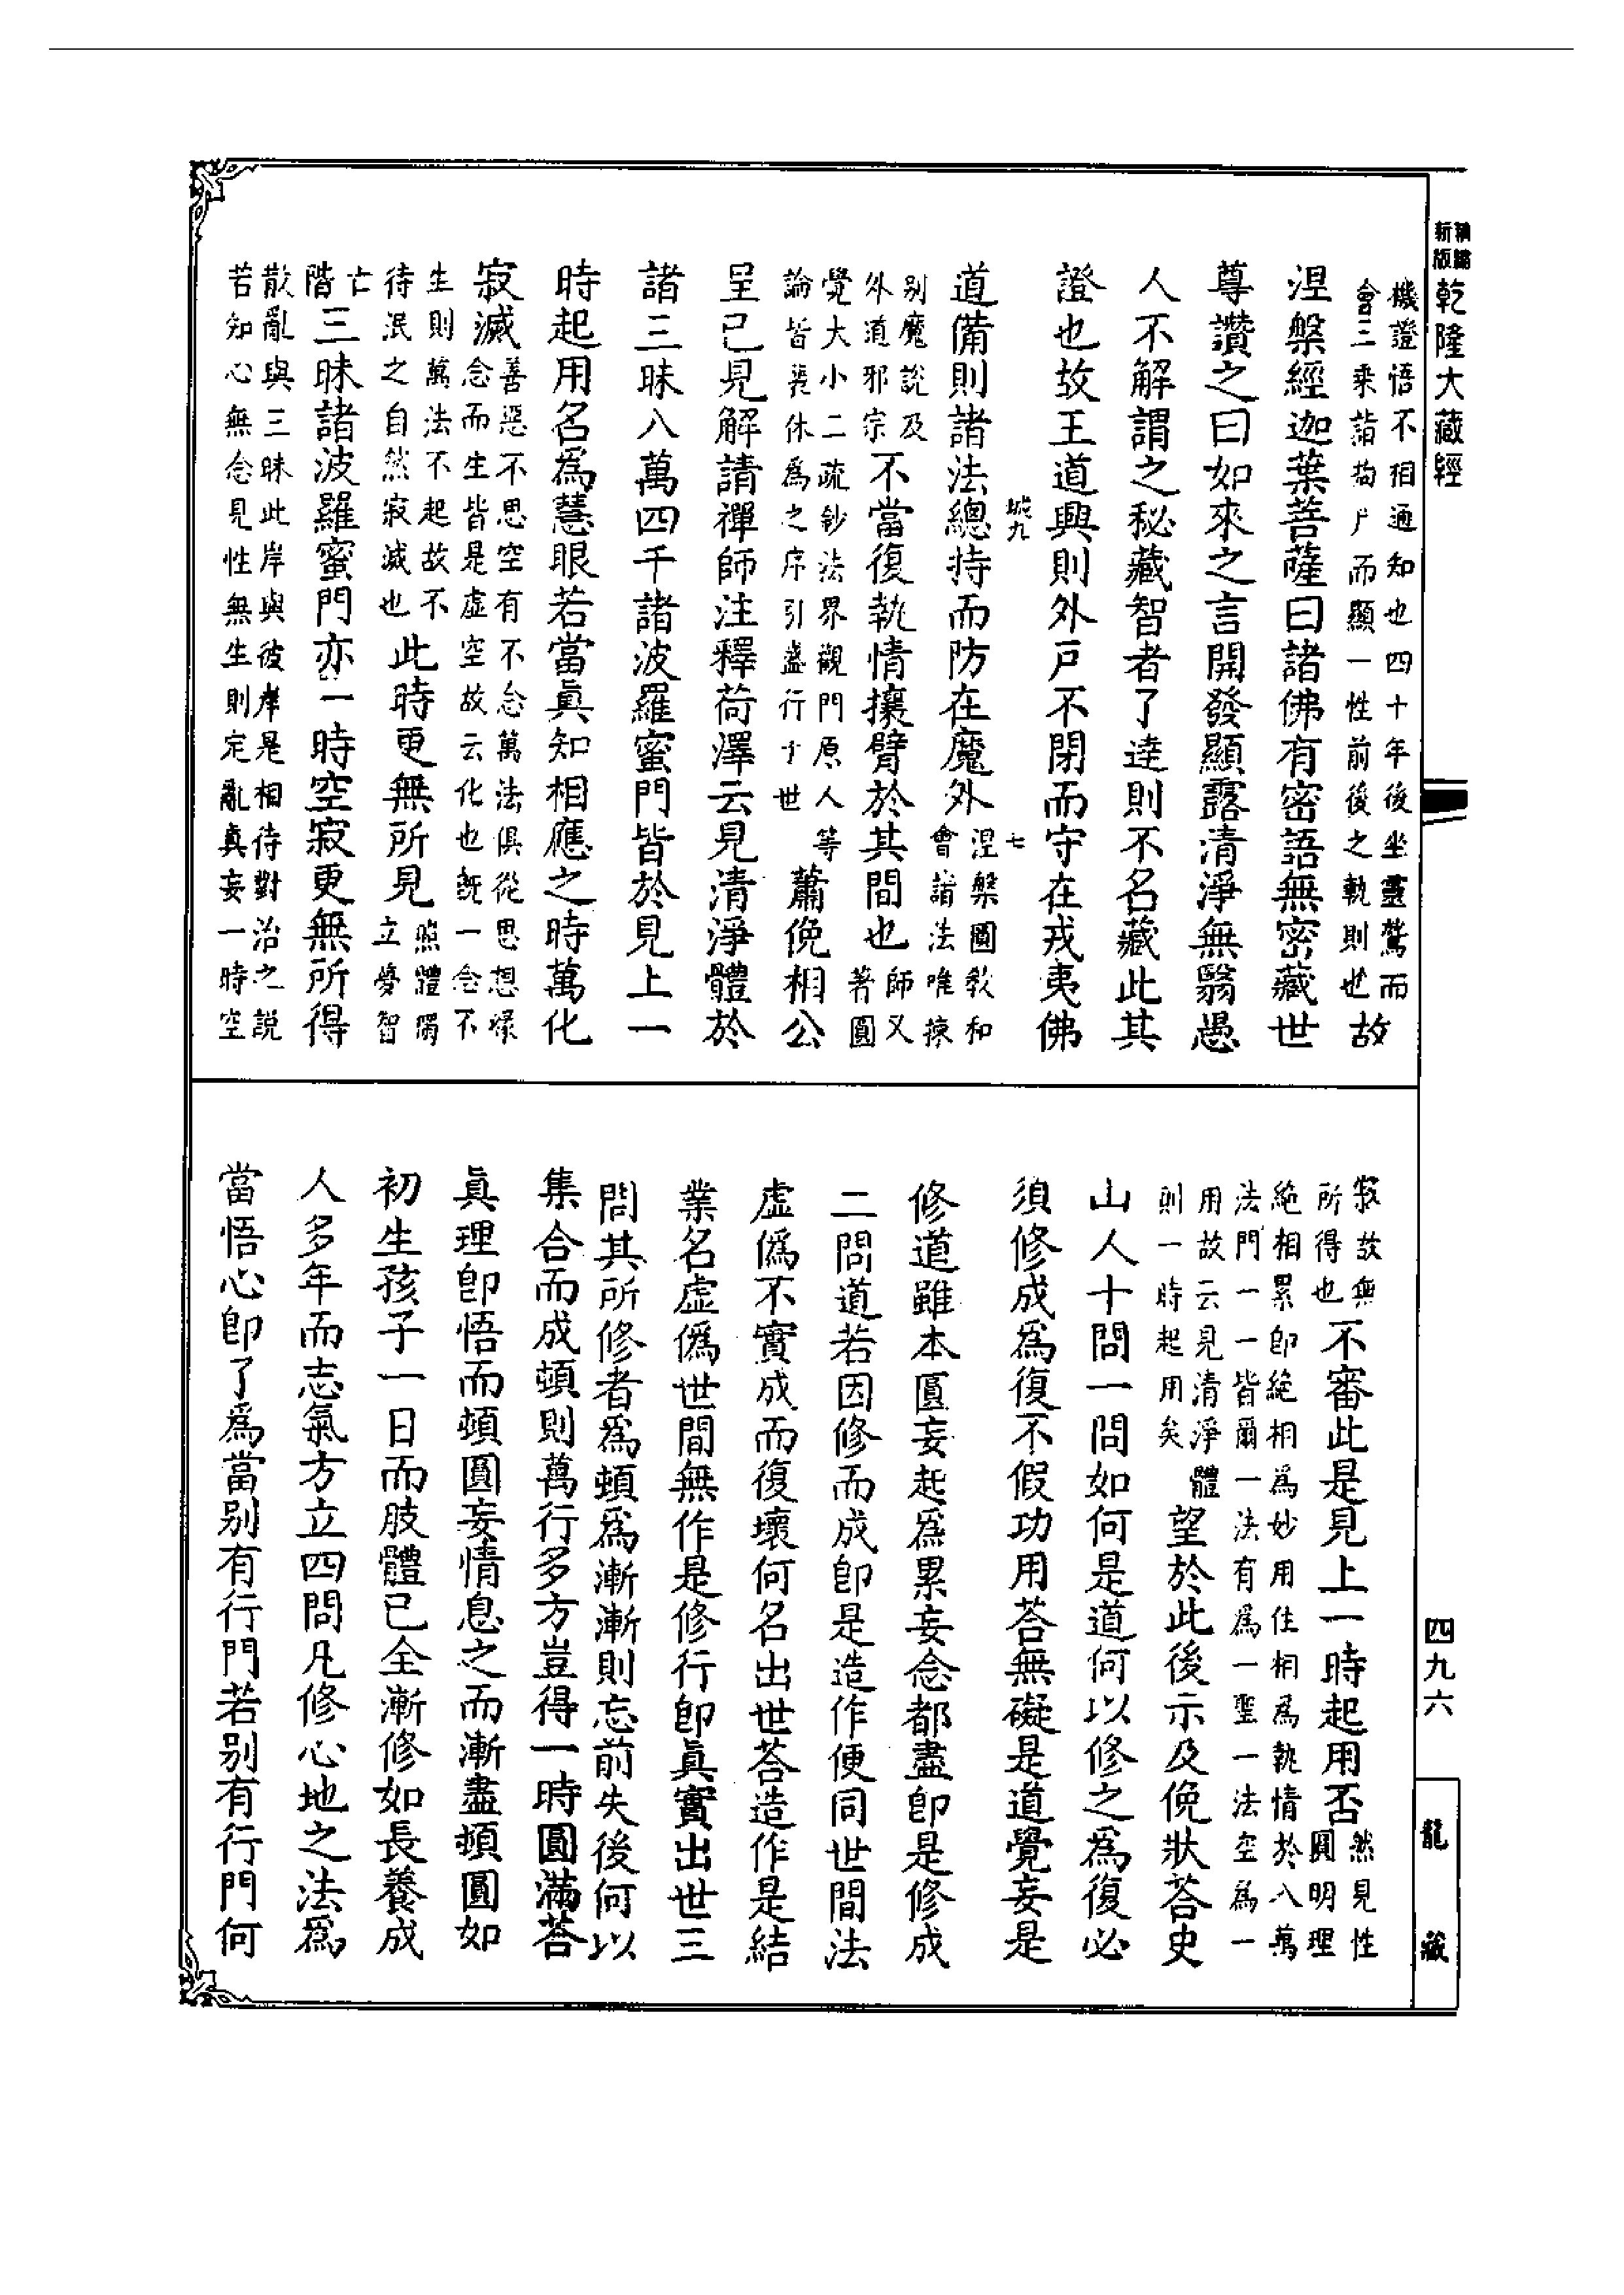 精縮
新版
乾隆大藏經
機證悟不相通知也四十年後坐靈鷲而
會三乘詣拘尸而顯一性前後之軌則也故
涅槃經迦葉菩薩曰諸佛有密語無密藏世
尊讚之曰如來之言開發顯露清淨無翳愚
人不解謂之秘藏智者了達則不名藏此其
證也故王道興則外戶不閉而守在戎夷佛
城九
七
道備則諸法總持而防在魔外
涅槃圓教和
會諸法唯揀
别魔說及
外道邪宗
不當復執情攘臂於其間也
師又
著圓
覺大小二疏鈔法界觀門原人等
論皆裴休為之序引盛行于世
蕭俛相公
呈已見解請禪師注釋荷澤云見清淨體於
諸三昧八萬四千諸波羅蜜門皆於見上一
時起用名爲慧眼若當眞知相應之時萬化
寂滅
善惡不思空有不念萬法俱從思想緣
念而生皆是虛空故云化也既一念不
生則萬法不起故不
待泯之自然寂滅也
此時更無所見
照體獨
立夢智
亡
階
三昧諸波羅蜜門亦一時空寂更無所得
散亂與三昧此岸與彼岸是相待對治之說
若知心無念見性無生則定亂眞妄一時空
寂故無
所得也
不審此是見上一時起用否
然見性
圓明理
絕相累即絕相爲妙用住相爲執情於八萬
法門一一皆爾一法有爲一塵一法空爲一
用故云見清淨體
則一時起用矣
望於此後示及俛狀荅史
山人十問一問如何是道何以修之爲復必
須修成爲復不假功用荅無礙是道覺妄是
修道雖本圓妄起爲累妄念都盡即是修成
二問道若因修而成即是造作便同世間法
虛僞不實成而復壞何名出世荅造作是結
業名虛僞世間無作是修行即眞實出世三
問其所修者爲頓爲漸漸則忘前失後何以
集合而成頓則萬行多方豈得一時圓滿荅
眞理即悟而頓圓妄情息之而漸盡頓圓如
初生孩子一日而肢體已全漸修如長養成
人多年而志氣方立四問凡修心地之法爲
當悟心即了爲當别有行門若别有行門何
四九六
龍藏